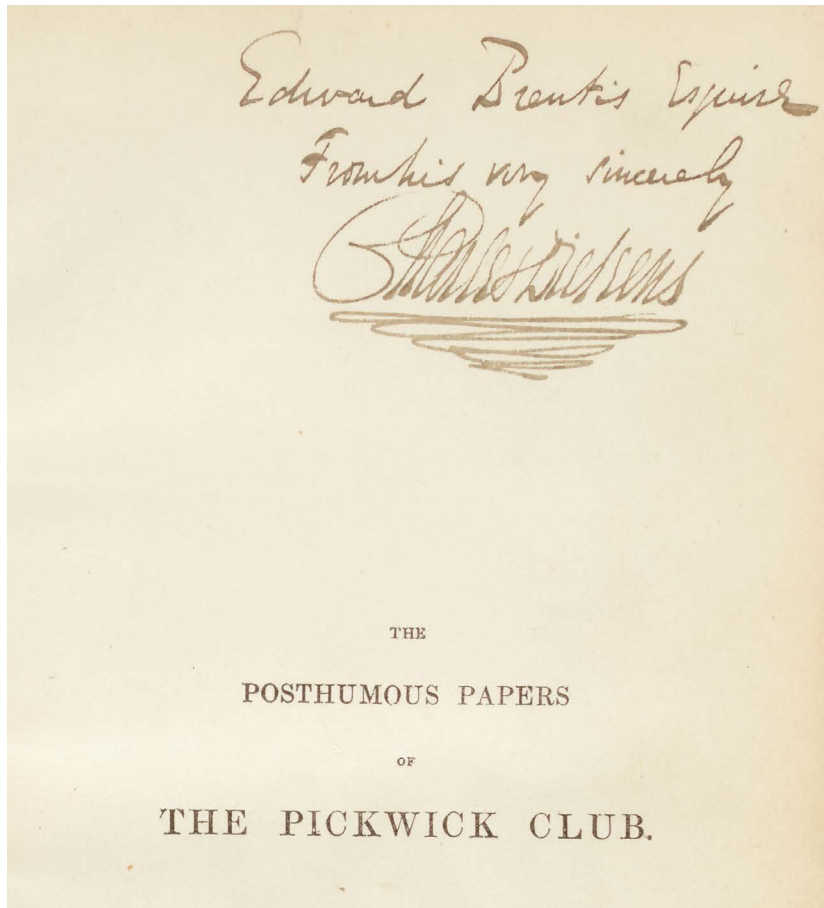 Edward Prentis Esquire
From his very sincerely
Charles Dickens
THE
POSTHUMOUS PAPERS
OF
THE PICKWICK CLUB.